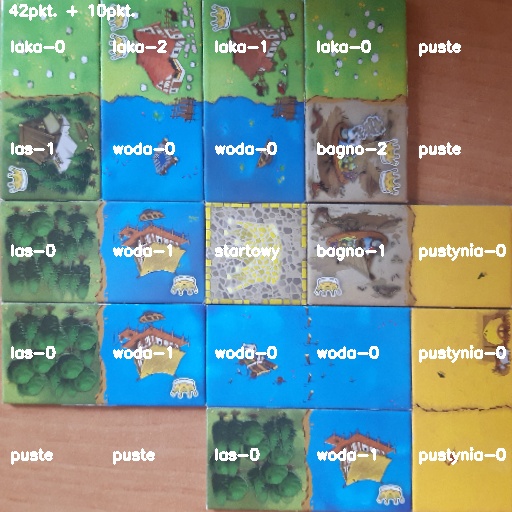 42pkt. + 10pkt.
laka-0 laka-2 laka-1 laka-0 puste
las-1 woda-0 woda-0 bagno-2 puste
las-0 woda-1 startowy bagno-1 pustynia-0
las-0 woda-1 woda-0 woda-0 pustynia-0
puste puste las-0 woda-1 pustynia-0